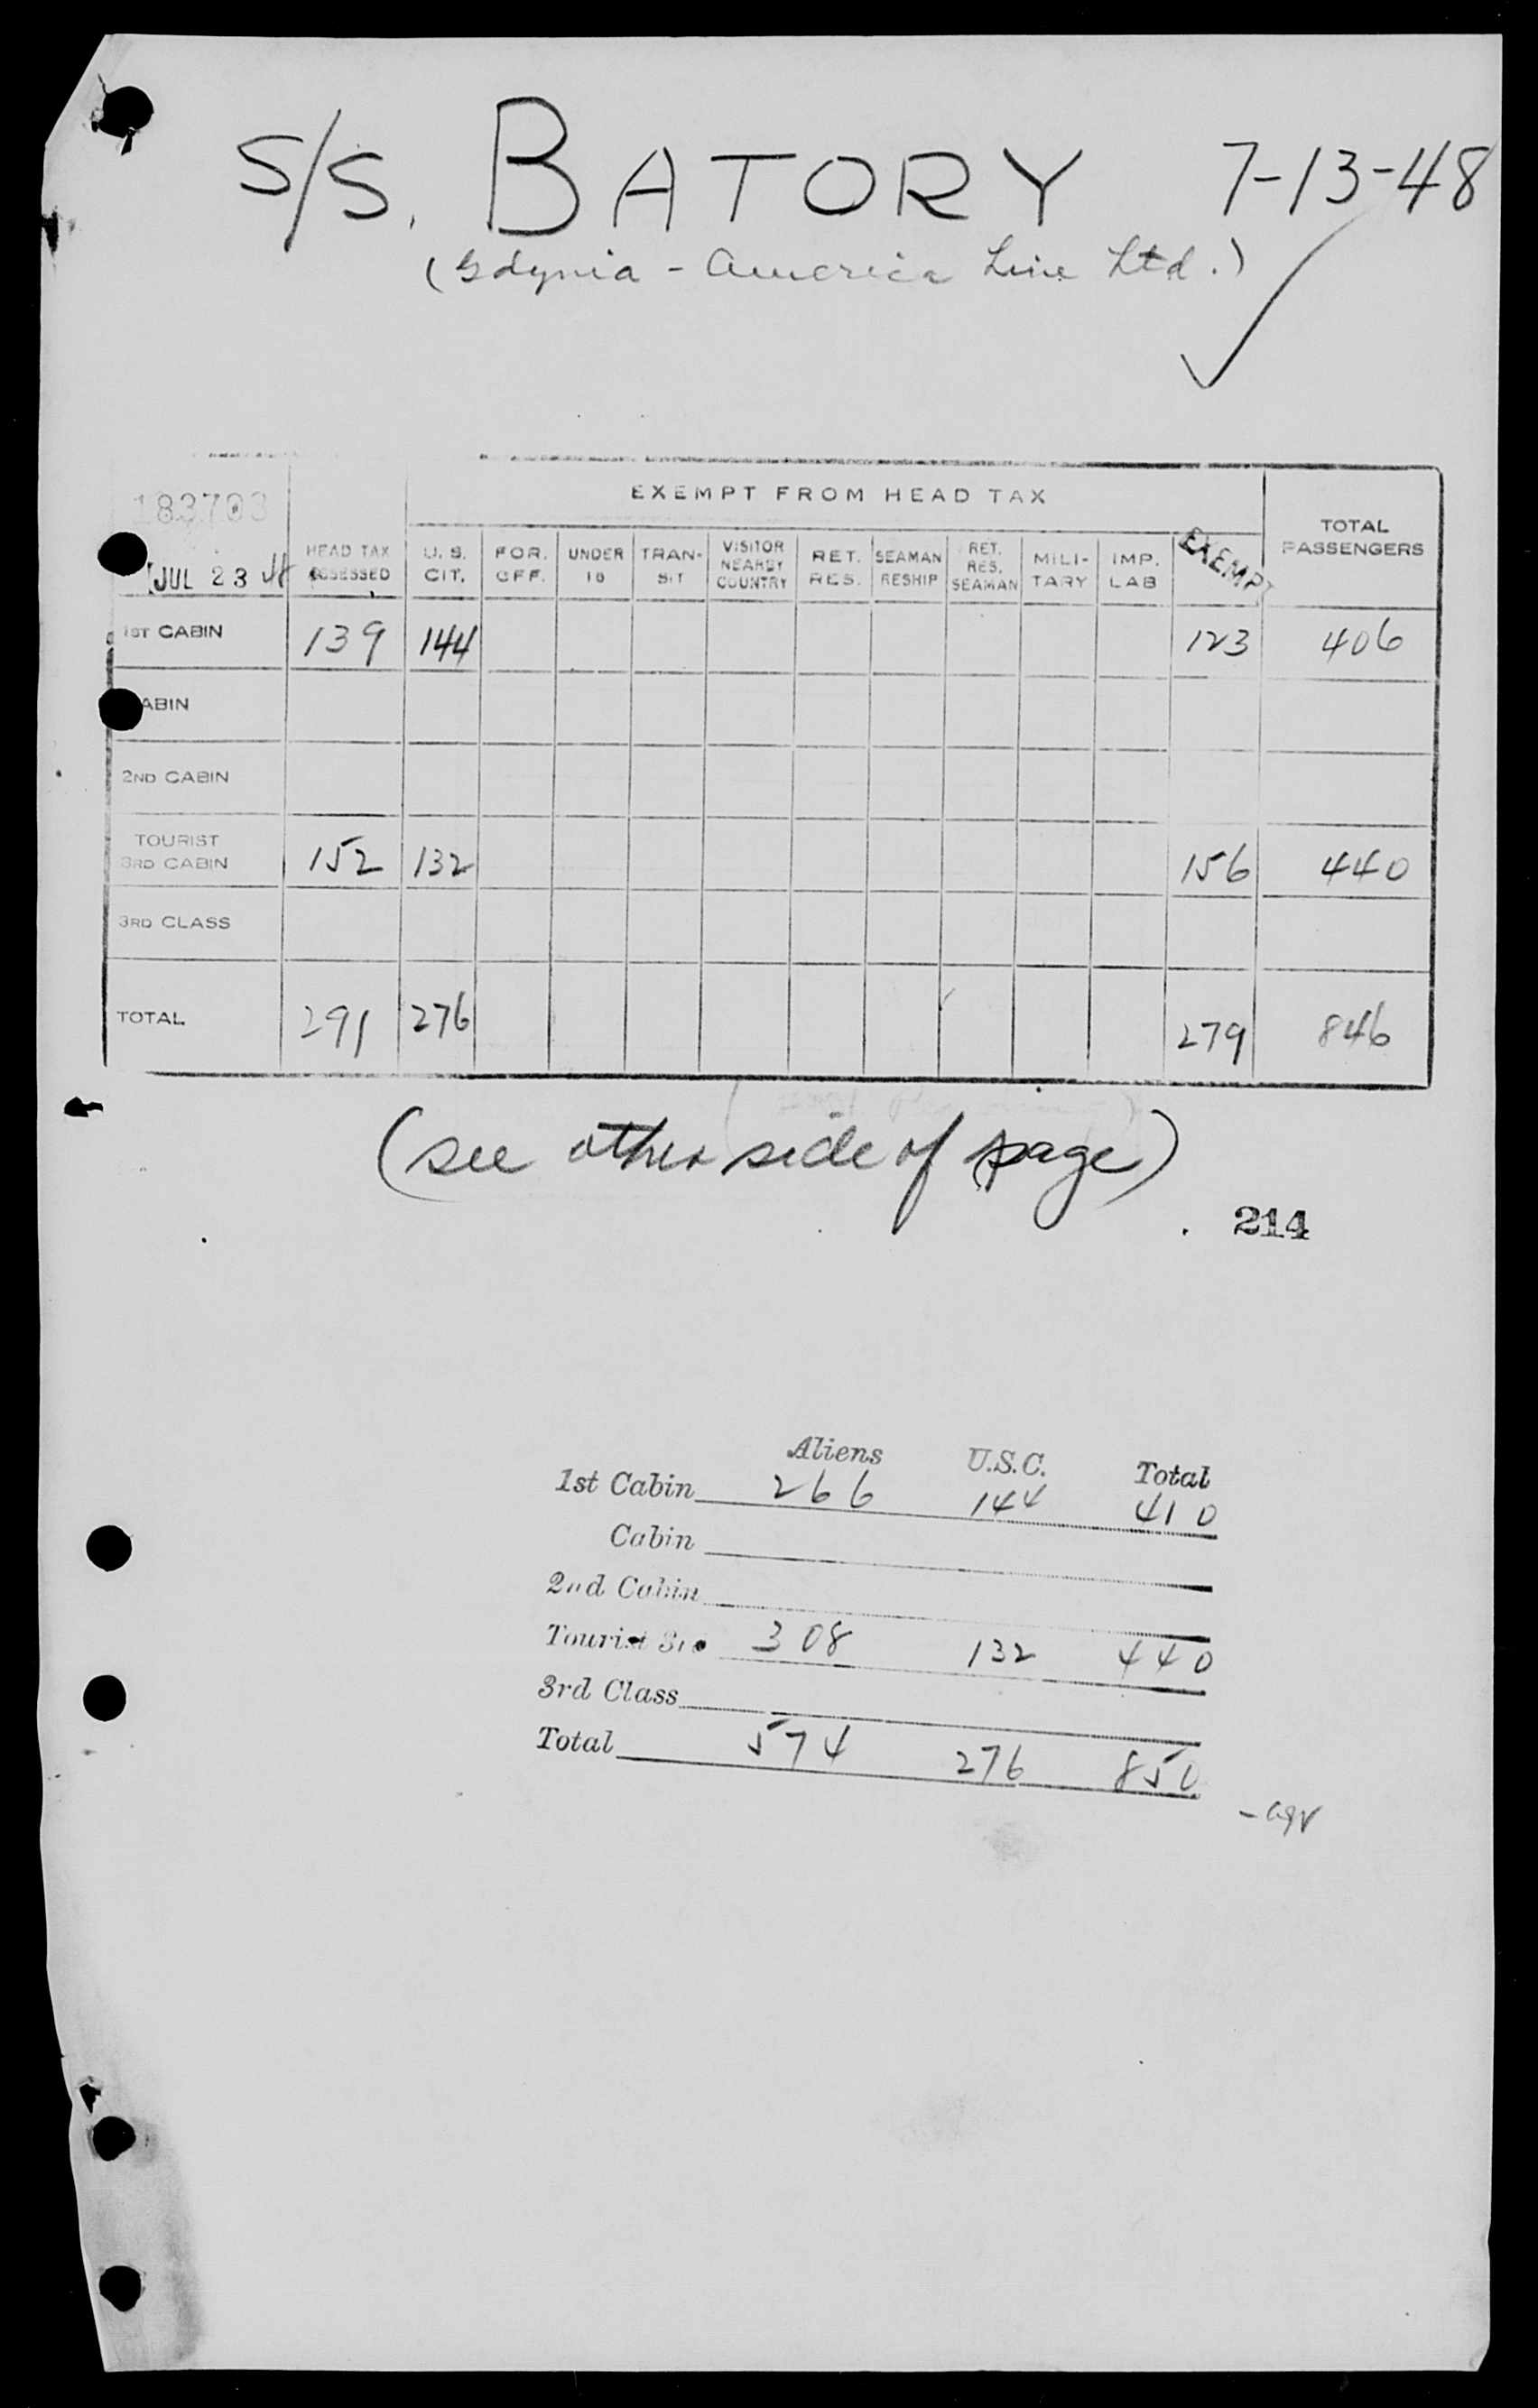 S/S. BATORY 7-13-48
(Gdynia - America Line Ltd.)
EXEMPT FROM HEAD TAX
183703
JUL 23 48
HEAD TAX ASSESSED
U. S. CIT.
FOR. OFF.
UNDER 16
TRAN-SIT
VISITOR NEARBY COUNTRY
RET. RES.
SEAMAN RESHIP
RET. RES. SEAMAN
MILI-TARY
IMP. LAB
EXEMPT
TOTAL PASSENGERS
1ST CABIN 139 144 123 406
CABIN
2ND CABIN
TOURIST
3RD CABIN 152 132 156 440
3RD CLASS
TOTAL 291 276 279 846
(see other side of page)
214
Aliens U.S.C. Total
1st Cabin 266 144 410
Cabin
2nd Cabin
Tourist 3rd 308 132 440
3rd Class
Total 574 276 850